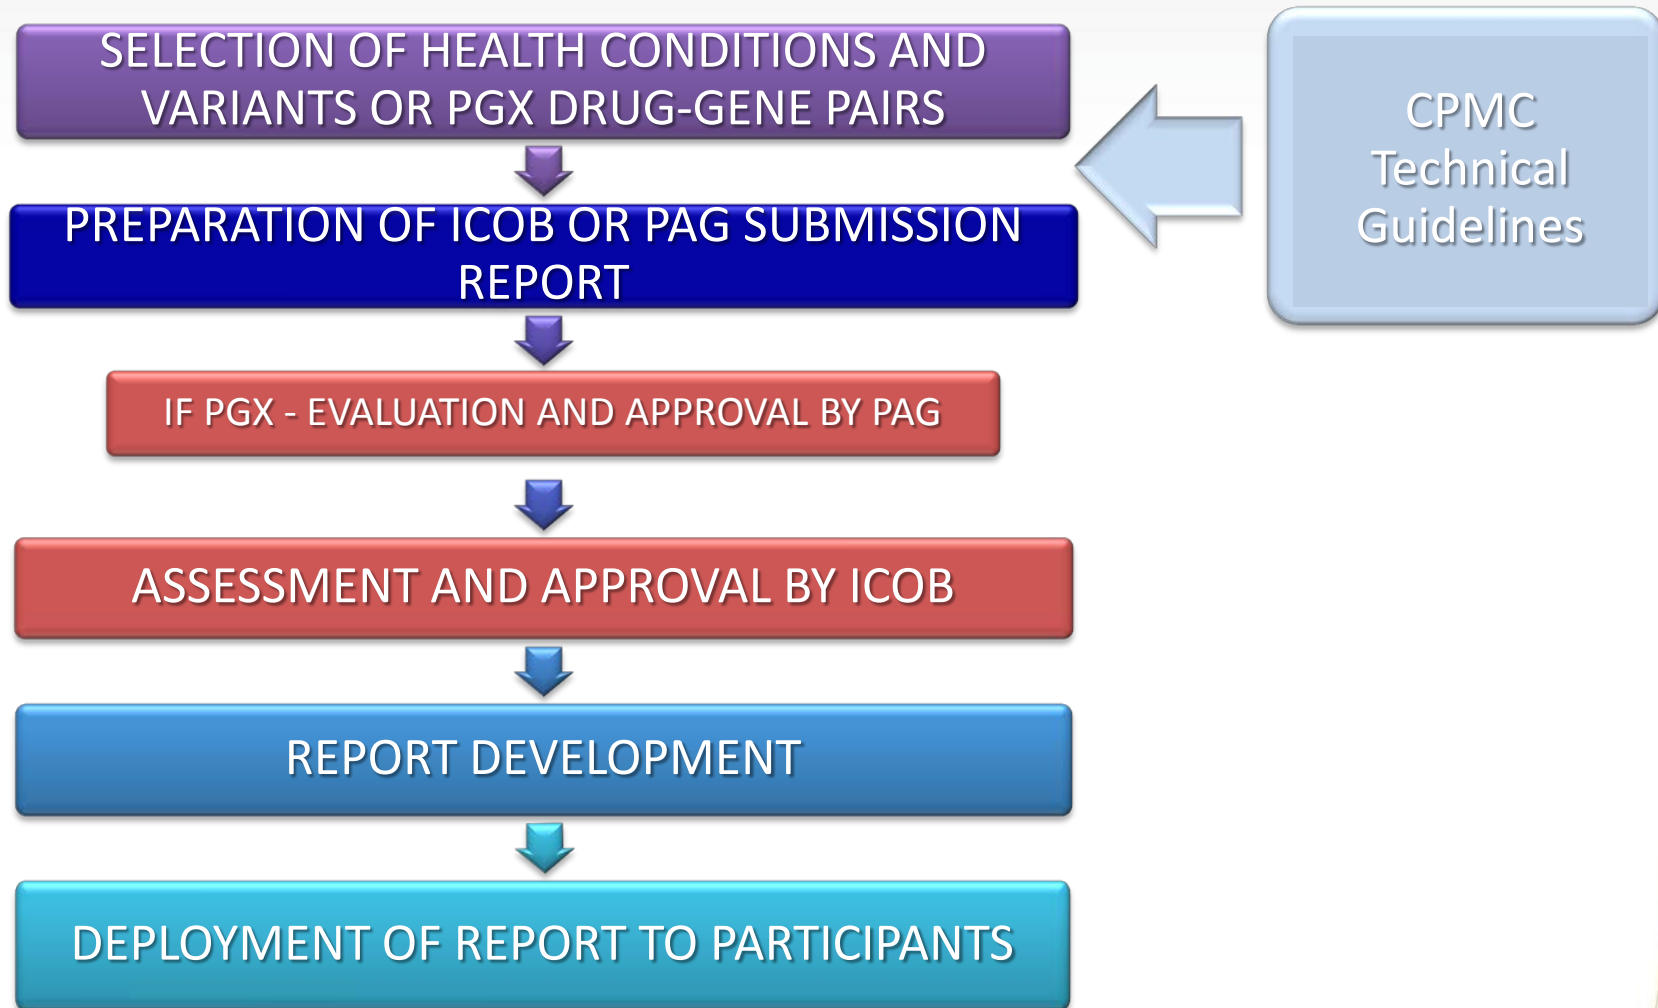 SELECTION OF HEALTH CONDITIONS AND
VARIANTS OR PGX DRUG-GENE PAIRS
PREPARATION OF ICOB OR PAG SUBMISSION
REPORT
IF PGX - EVALUATION AND APPROVAL BY PAG
ASSESSMENT AND APPROVAL BY ICOB
REPORT DEVELOPMENT
DEPLOYMENT OF REPORT TO PARTICIPANTS
CPMC
Technical
Guidelines